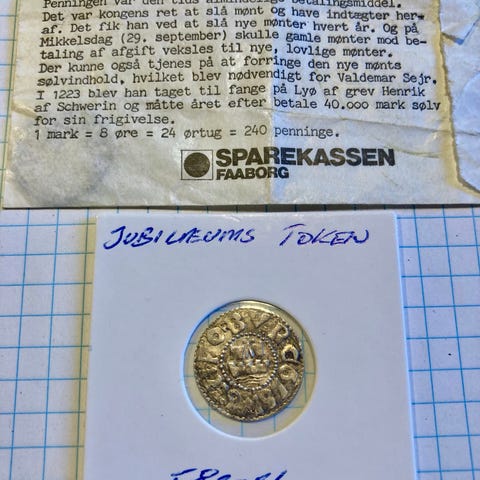 Penningen var den tids almindelige betalingsmiddel.
Det var kongens ret at slå mønt og have indtægter her-
af. Det fik han ved at slå nye mønter hvert år. Og på
Mikkelsdag (29. september) skulle gamle mønter mod be-
taling af afgift veksles til nye, lovlige mønter.
Der kunne også tjenes på at forringe den nye mønts
sølvindhold, hvilket blev nødvendigt for Valdemar Sejr.
I 1223 blev han taget til fange på Lyø af grev Henrik
af Schwerin og måtte året efter betale 40.000 mark sølv
for sin frigivelse.
1 mark = 8 øre = 24 ørtug = 240 penninge.
SPAREKASSEN
FAABORG
JUBILÆUMS TOKEN